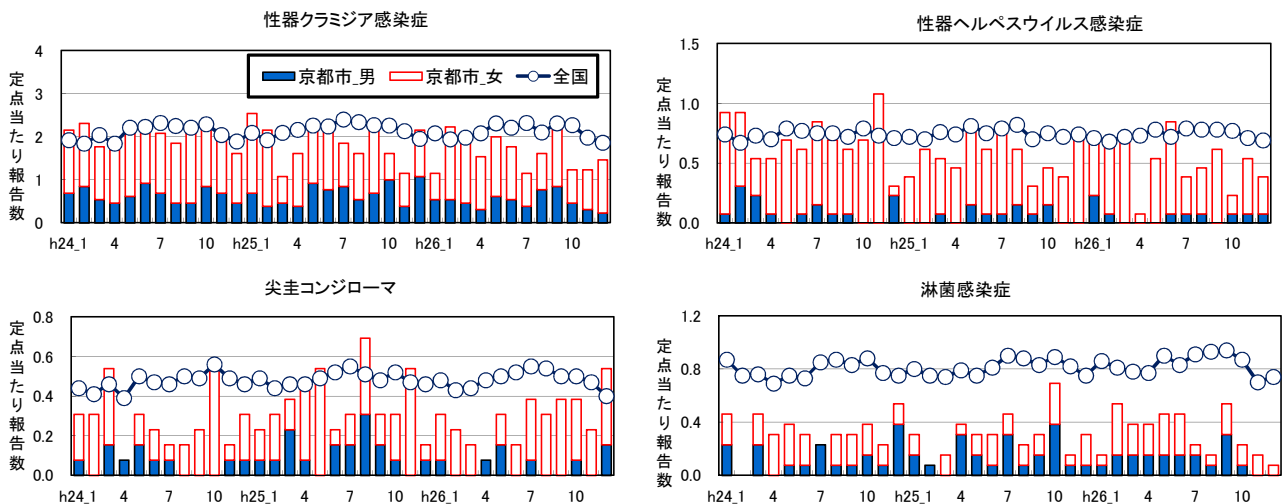 性器クラミジア感染症
定点当たり報告数
4
3
2
1
0
京都市_男 京都市_女 全国
h24_1 4 7 10 h25_1 4 7 10 h26_1 4 7 10
性器ヘルペスウイルス感染症
定点当たり報告数
1.5
1.0
0.5
0.0
h24_1 4 7 10 h25_1 4 7 10 h26_1 4 7 10
尖圭コンジローマ
定点当たり報告数
0.8
0.6
0.4
0.2
0.0
h24_1 4 7 10 h25_1 4 7 10 h26_1 4 7 10
淋菌感染症
定点当たり報告数
1.2
0.8
0.4
0.0
h24_1 4 7 10 h25_1 4 7 10 h26_1 4 7 10